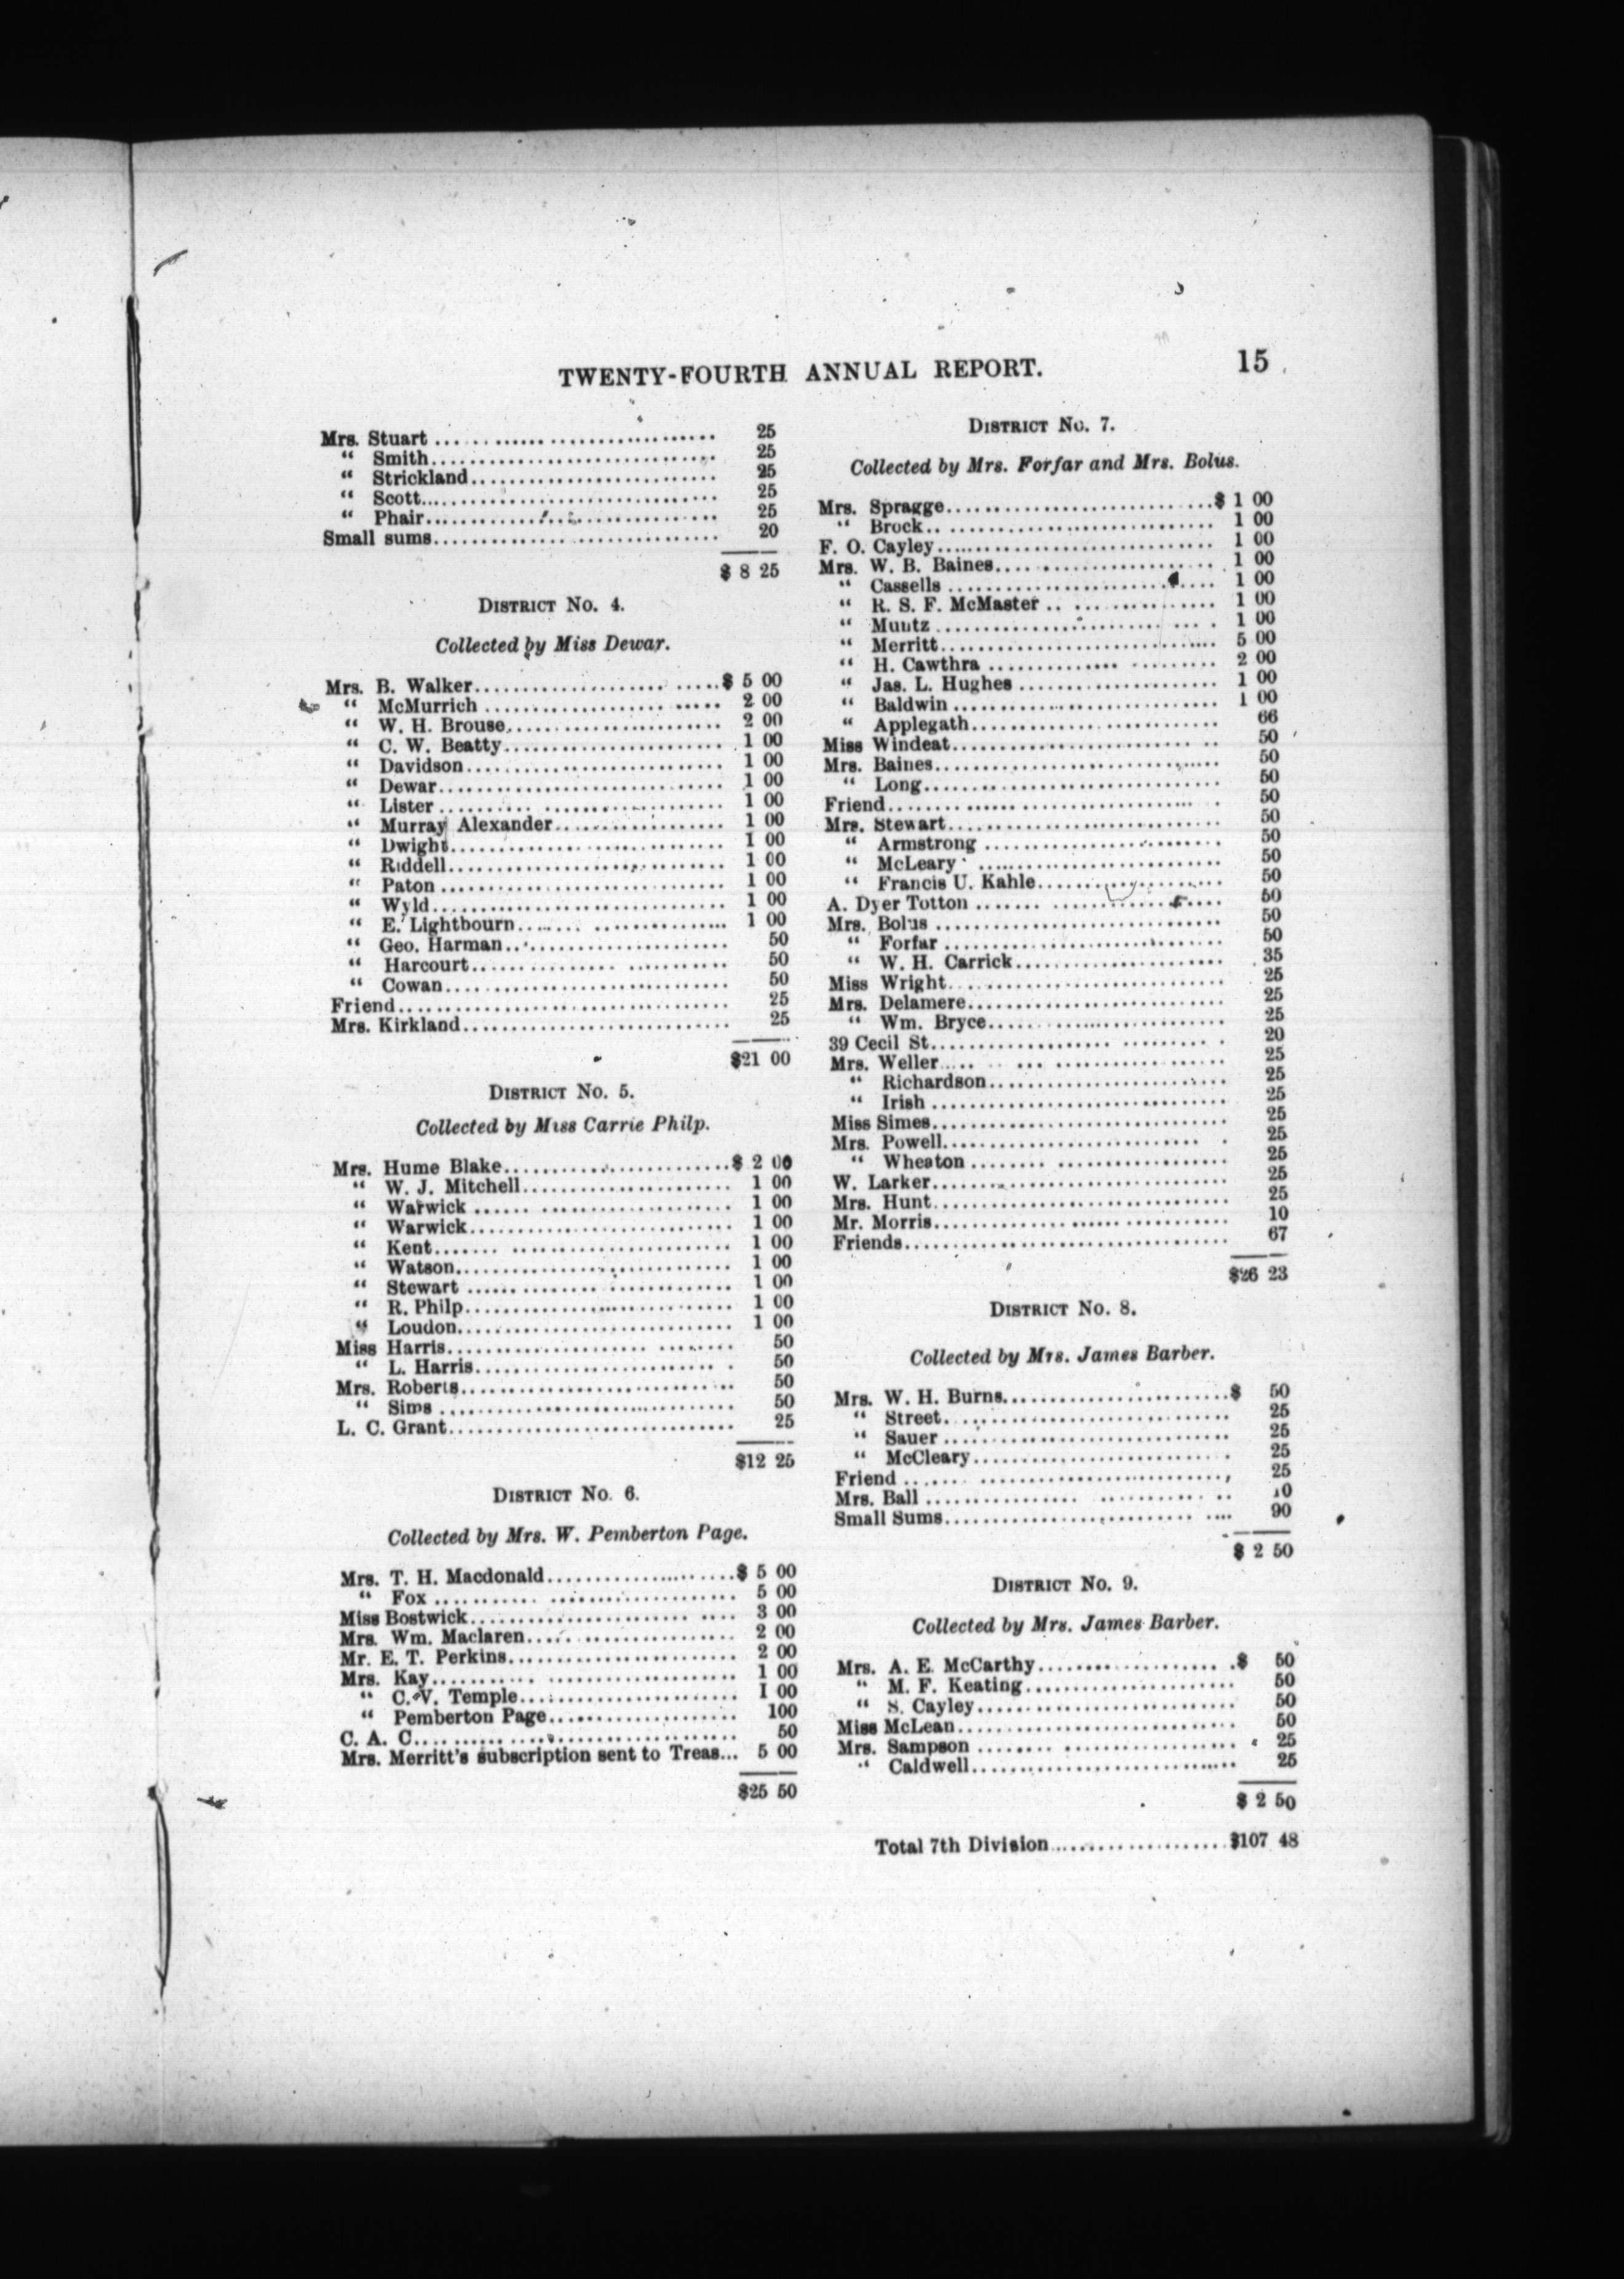 TWENTY-FOURTH ANNUAL REPORT. 15
Mrs. Stuart ........ 25
“ Smith........ 25
“ Strickland........ 25
“ Scott........ 25
“ Phair........ 25
Small sums........ 20
$ 8 25
DISTRICT No. 4.
Collected by Miss Dewar.
Mrs. B. Walker........$ 5 00
“ McMurrich ........ 2 00
“ W. H. Brouse........ 2 00
“ C. W. Beatty........ 1 00
“ Davidson........ 1 00
“ Dewar........ 1 00
“ Lister ........ 1 00
“ Murray Alexander........ 1 00
“ Dwight........ 1 00
“ Riddell........ 1 00
“ Paton ........ 1 00
“ Wyld........ 1 00
“ E. Lightbourn........ 1 00
“ Geo. Harman........ 50
“ Harcourt........ 50
“ Cowan........ 50
Friend........ 25
Mrs. Kirkland........ 25
$21 00
DISTRICT No. 5.
Collected by Miss Carrie Philp.
Mrs. Hume Blake........$ 2 00
“ W. J. Mitchell........ 1 00
“ Warwick ........ 1 00
“ Warwick........ 1 00
“ Kent........ 1 00
“ Watson........ 1 00
“ Stewart ........ 1 00
“ R. Philp........ 1 00
“ Loudon........ 1 00
Miss Harris........ 50
“ L. Harris........ 50
Mrs. Roberts........ 50
“ Sims ........ 50
L. C. Grant........ 25
$12 25
DISTRICT No. 6.
Collected by Mrs. W. Pemberton Page.
Mrs. T. H. Macdonald........$ 5 00
“ Fox ........ 5 00
Miss Bostwick........ 3 00
Mrs. Wm. Maclaren........ 2 00
Mr. E. T. Perkins........ 2 00
Mrs. Kay........ 1 00
“ C. V. Temple........ 1 00
“ Pemberton Page........ 100
C. A. C........ 50
Mrs. Merritt's subscription sent to Treas... 5 00
$25 50
DISTRICT No. 7.
Collected by Mrs. Forfar and Mrs. Bolus.
Mrs. Spragge........$ 1 00
“ Brock........ 1 00
F. O. Cayley........ 1 00
Mrs. W. B. Baines........ 1 00
“ Cassells ........ 1 00
“ R. S. F. McMaster ........ 1 00
“ Muntz ........ 1 00
“ Merritt........ 5 00
“ H. Cawthra ........ 2 00
“ Jas. L. Hughes ........ 1 00
“ Baldwin ........ 1 00
“ Applegath........ 66
Miss Windeat........ 50
Mrs. Baines........ 50
“ Long........ 50
Friend........ 50
Mrs. Stewart........ 50
“ Armstrong ........ 50
“ McLeary ........ 50
“ Francis U. Kahle........ 50
A. Dyer Totton ........ 50
Mrs. Bolus ........ 50
“ Forfar ........ 50
“ W. H. Carrick........ 35
Miss Wright........ 25
Mrs. Delamere........ 25
“ Wm. Bryce........ 25
39 Cecil St........ 20
Mrs. Weller........ 25
“ Richardson........ 25
“ Irish ........ 25
Miss Simes........ 25
Mrs. Powell........ 25
“ Wheaton ........ 25
W. Larker........ 25
Mrs. Hunt........ 25
Mr. Morris........ 10
Friends........ 67
$26 23
DISTRICT No. 8.
Collected by Mrs. James Barber.
Mrs. W. H. Burns........$ 50
“ Street........ 25
“ Sauer ........ 25
“ McCleary........ 25
Friend ........ 25
Mrs. Ball ........ 10
Small Sums........ 90
$ 2 50
DISTRICT No. 9.
Collected by Mrs. James Barber.
Mrs. A. E. McCarthy........$ 50
“ M. F. Keating........ 50
“ S. Cayley........ 50
Miss McLean........ 50
Mrs. Sampson ........ 25
“ Caldwell........ 25
$ 2 50
Total 7th Division........$107 48